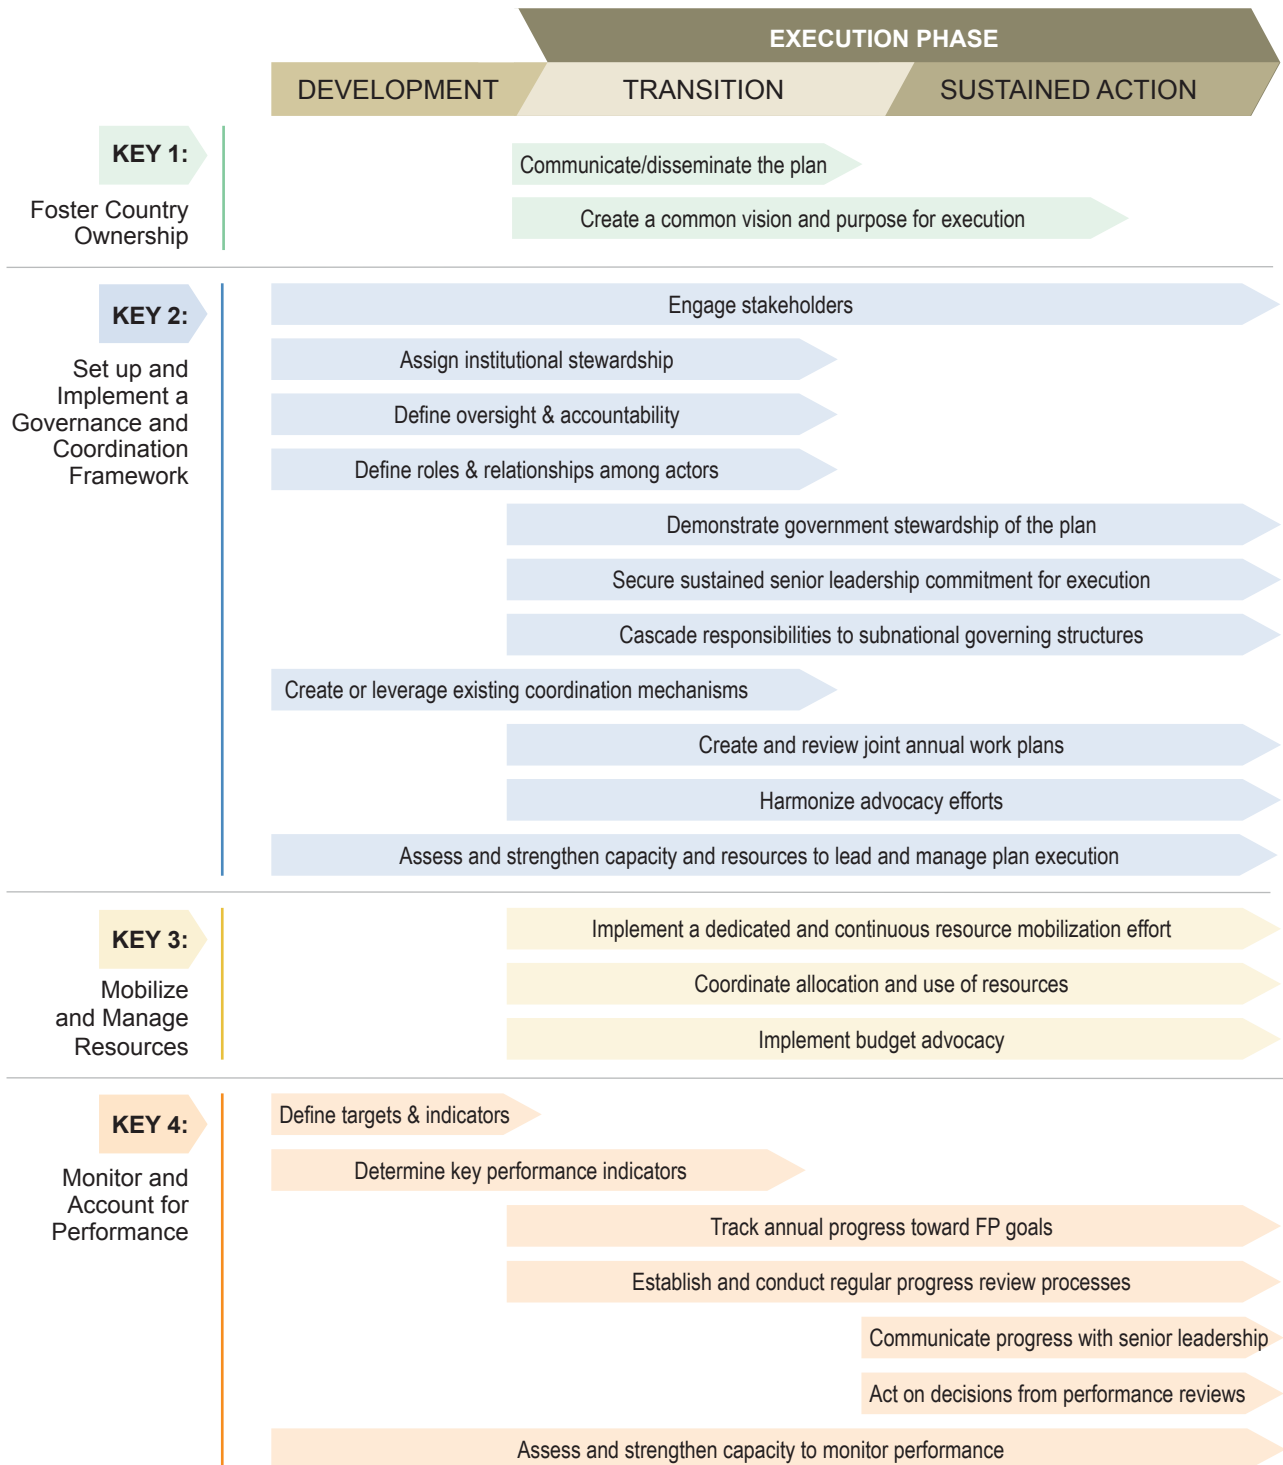 EXECUTION PHASE
DEVELOPMENT
TRANSITION
SUSTAINED ACTION
KEY 1:
Foster Country
Ownership
Communicate/disseminate the plan
Create a common vision and purpose for execution
KEY 2:
Set up and
Implement a
Governance and
Coordination
Framework
Engage stakeholders
Assign institutional stewardship
Define oversight & accountability
Define roles & relationships among actors
Demonstrate government stewardship of the plan
Secure sustained senior leadership commitment for execution
Cascade responsibilities to subnational governing structures
Create or leverage existing coordination mechanisms
Create and review joint annual work plans
Harmonize advocacy efforts
Assess and strengthen capacity and resources to lead and manage plan execution
KEY 3:
Mobilize
and Manage
Resources
Implement a dedicated and continuous resource mobilization effort
Coordinate allocation and use of resources
Implement budget advocacy
KEY 4:
Monitor and
Account for
Performance
Define targets & indicators
Determine key performance indicators
Track annual progress toward FP goals
Establish and conduct regular progress review processes
Communicate progress with senior leadership
Act on decisions from performance reviews
Assess and strengthen capacity to monitor performance